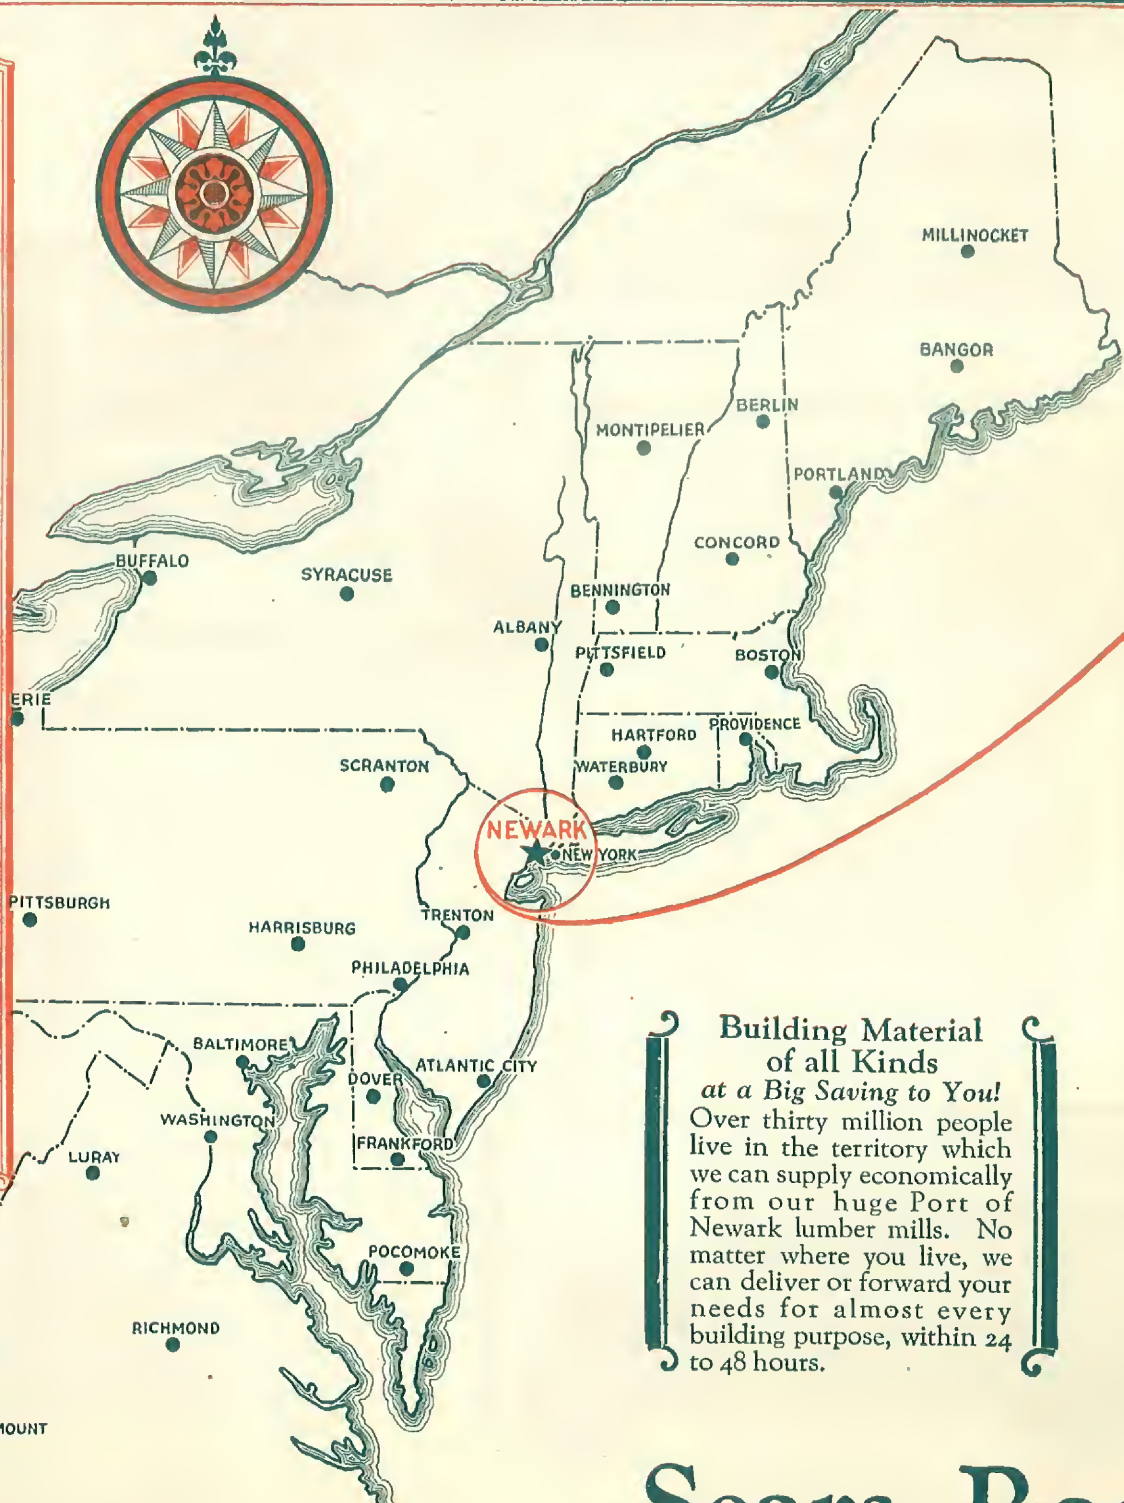 MILLINOCKET
BANGOR
BERLIN
MONTIPELIER
PORTLAND
CONCORD
BUFFALO
SYRACUSE
BENNINGTON
ALBANY
PITTSFIELD
BOSTON
ERIE
PROVIDENCE
HARTFORD
SCRANTON
WATERBURY
NEWARK
NEW YORK
PITTSBURGH
TRENTON
HARRISBURG
PHILADELPHIA
BALTIMORE
ATLANTIC CITY
DOVER
WASHINGTON
FRANKFORD
LURAY
POCOMOKE
RICHMOND
MOUNT
Building Material
of all Kinds
at a Big Saving to You!
Over thirty million people
live in the territory which
we can supply economically
from our huge Port of
Newark lumber mills. No
matter where you live, we
can deliver or forward your
needs for almost every
building purpose, within 24
to 48 hours.